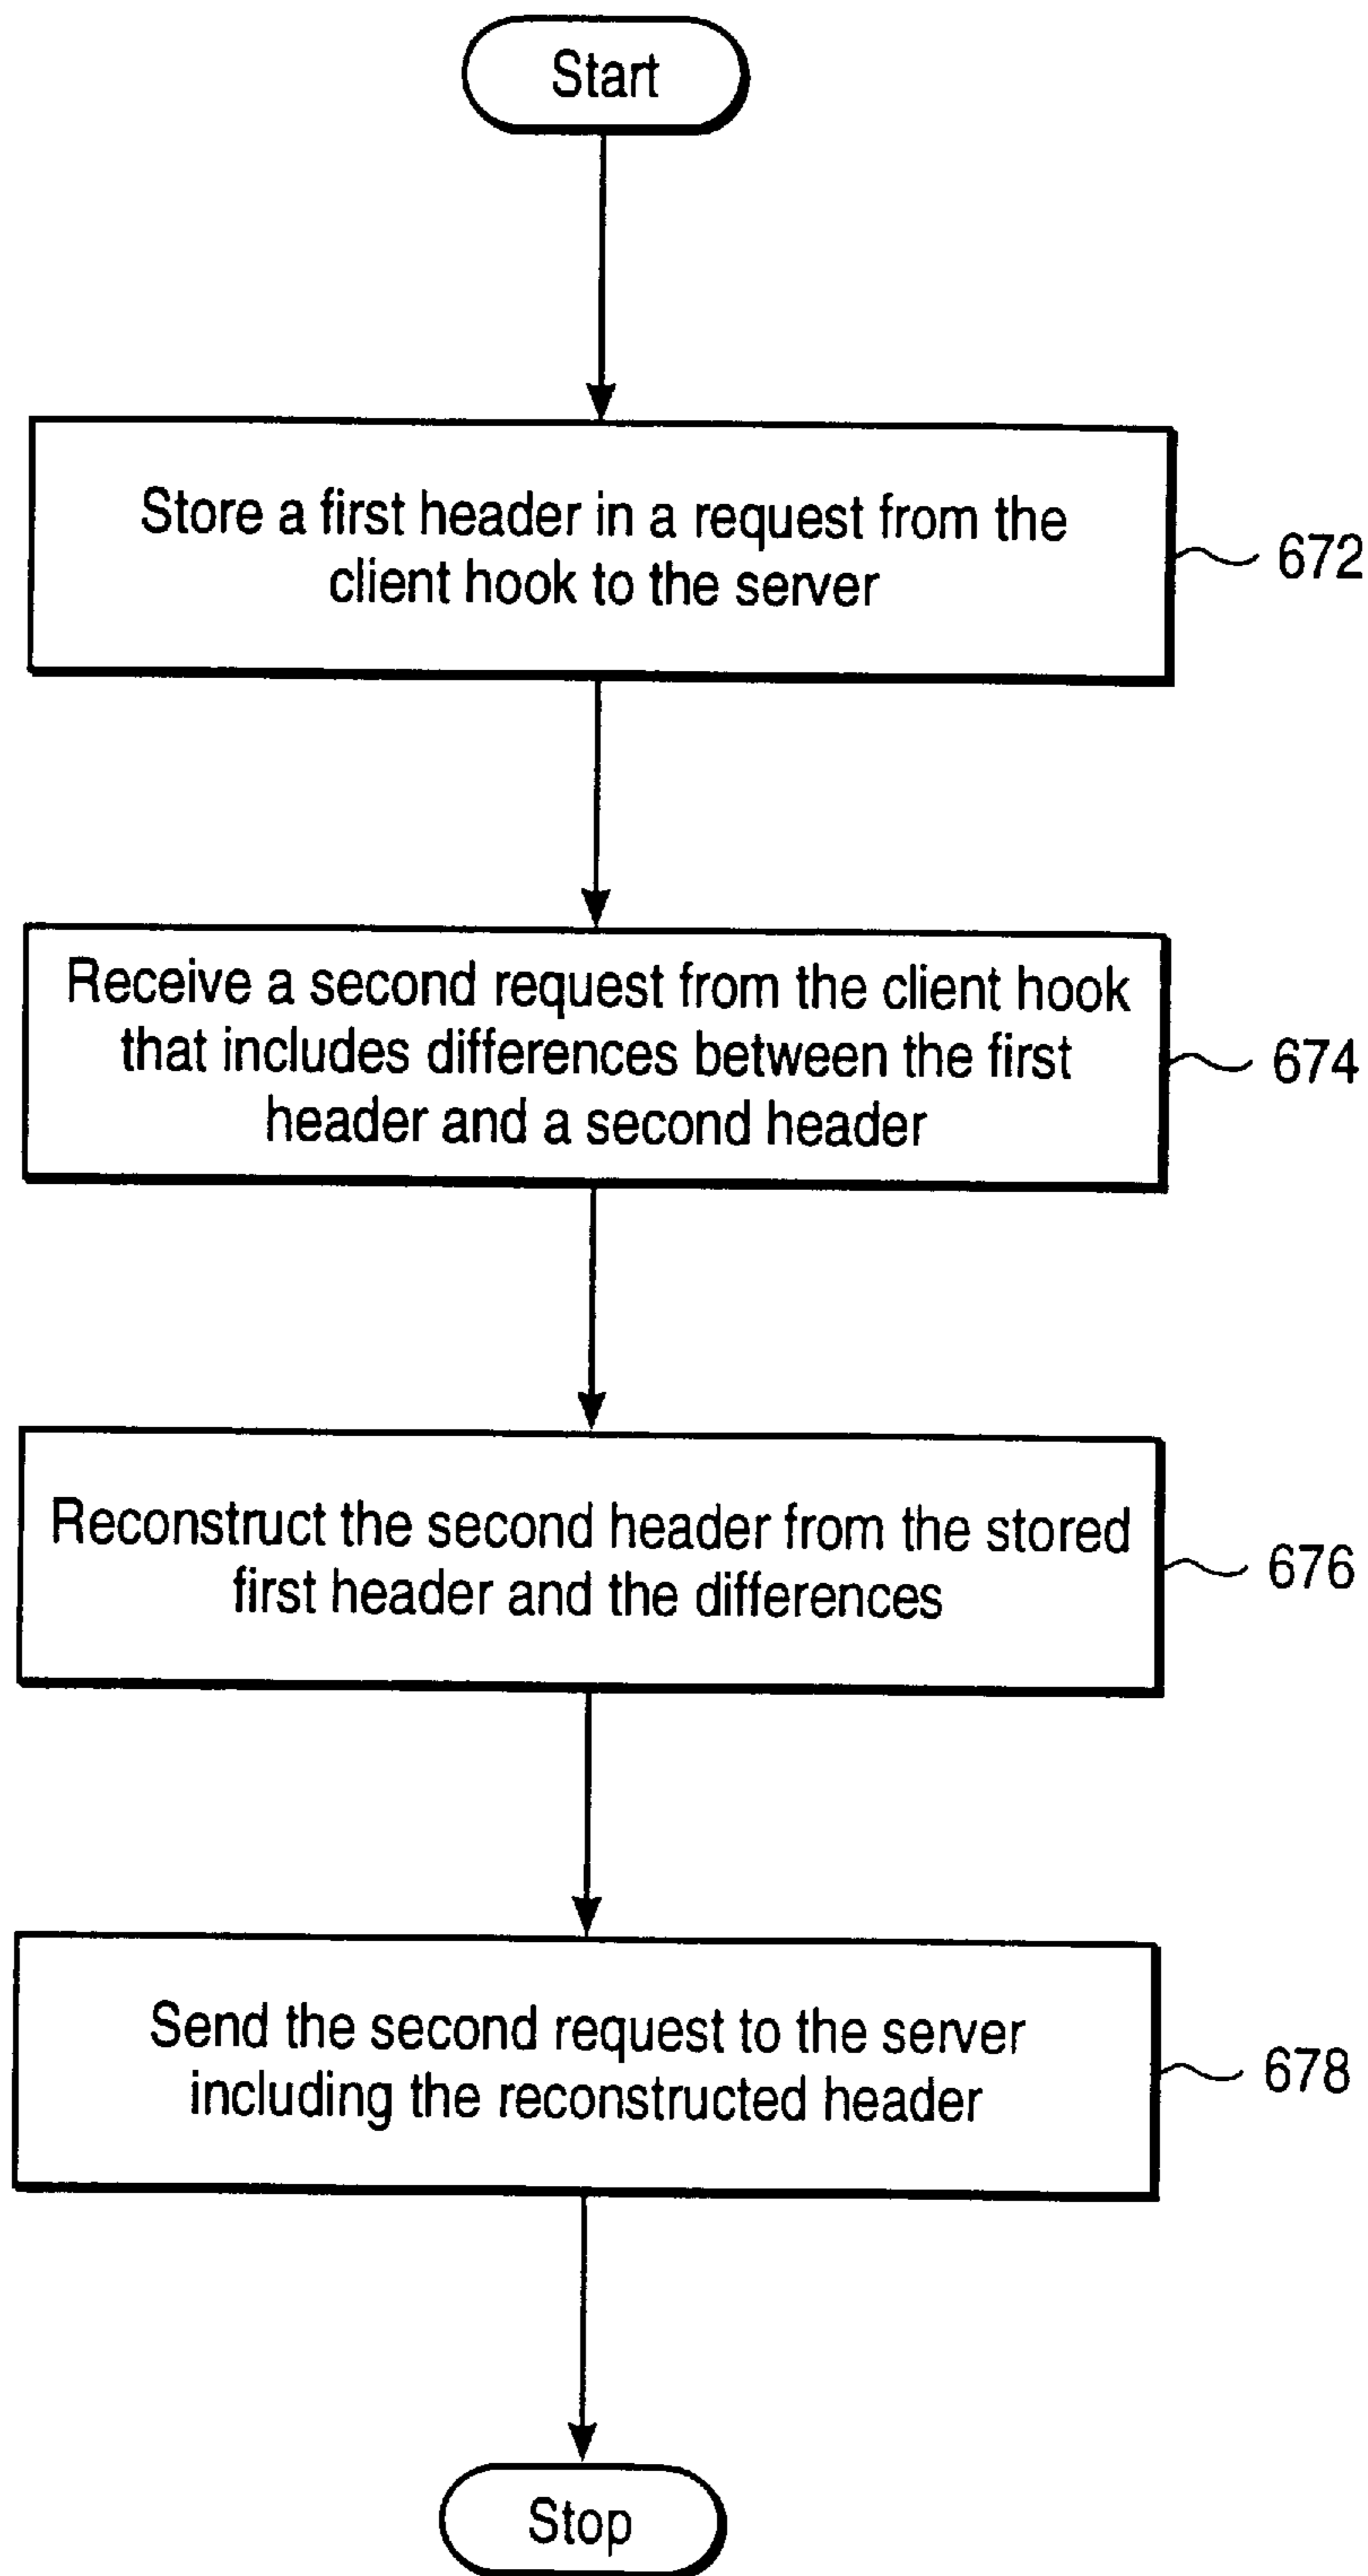 Start
Store a first header in a request from the
client hook to the server
672
Receive a second request from the client hook
that includes differences between the first
header and a second header
674
Reconstruct the second header from the stored
first header and the differences
676
Send the second request to the server
including the reconstructed header
678
Stop